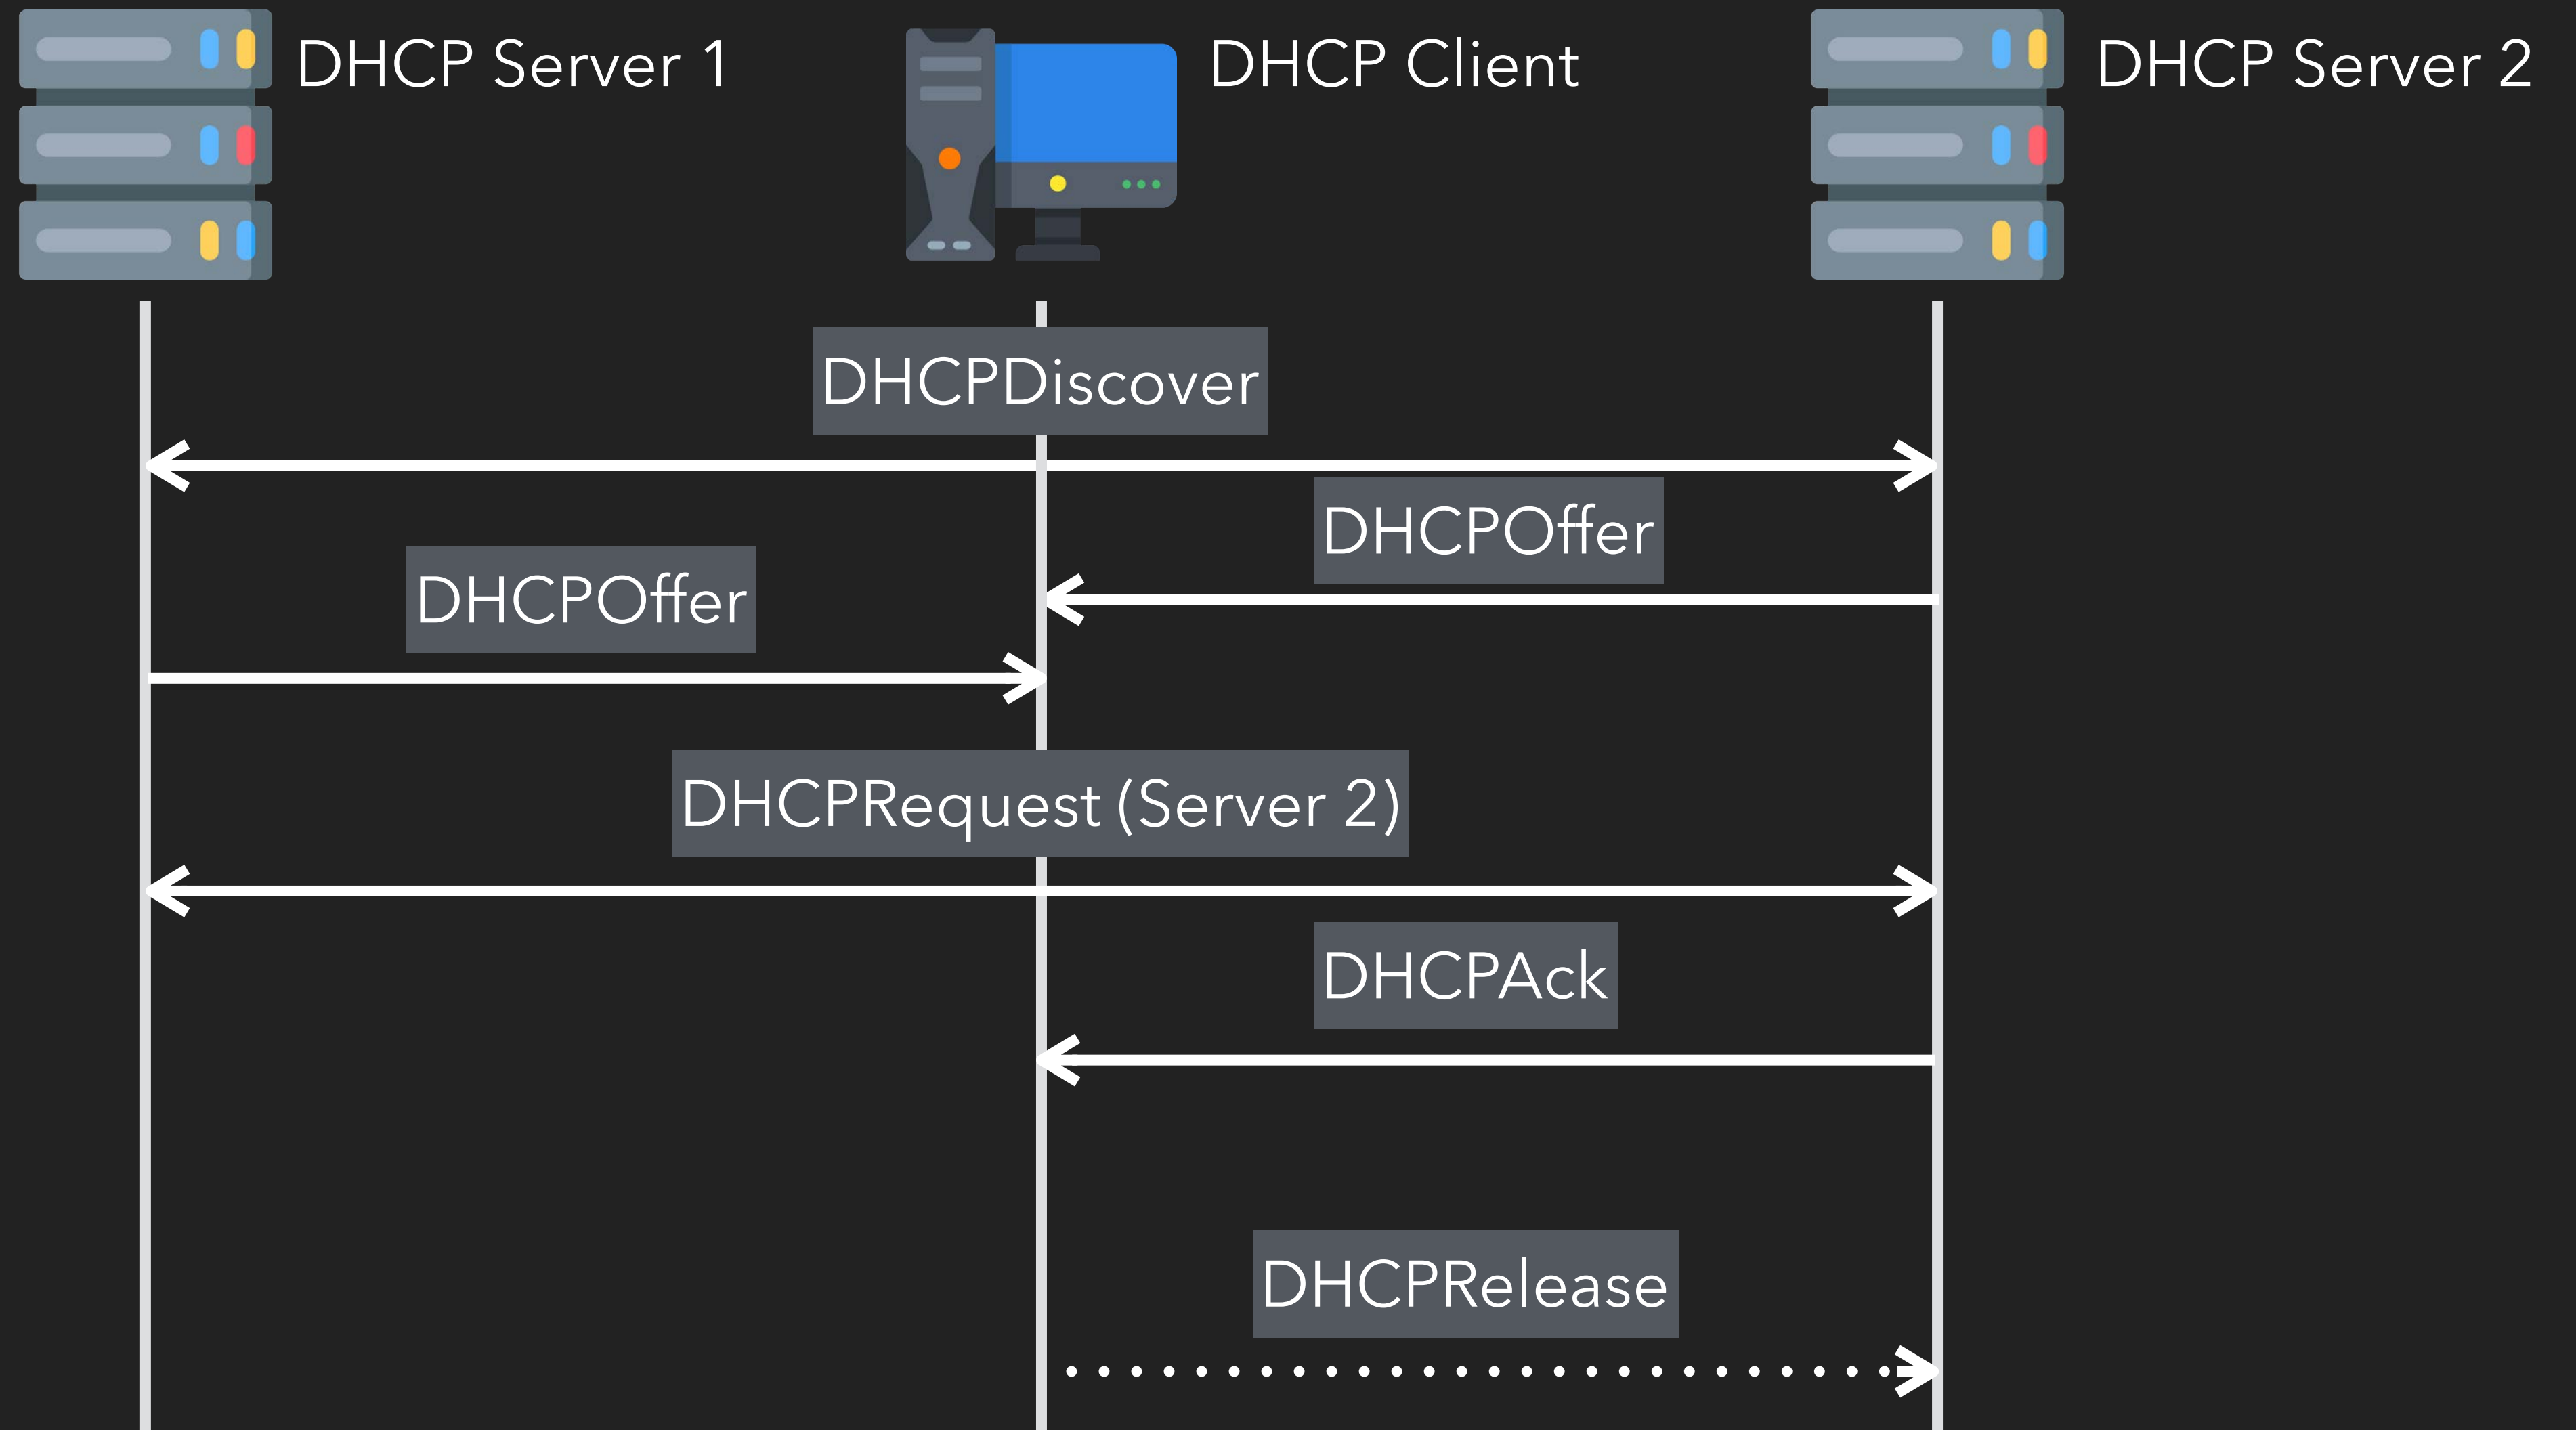 DHCP Server 1
DHCP Client
DHCP Server 2
DHCPDiscover
DHCPOffer
DHCPOffer
DHCPRequest (Server 2)
DHCPAck
DHCPRelease